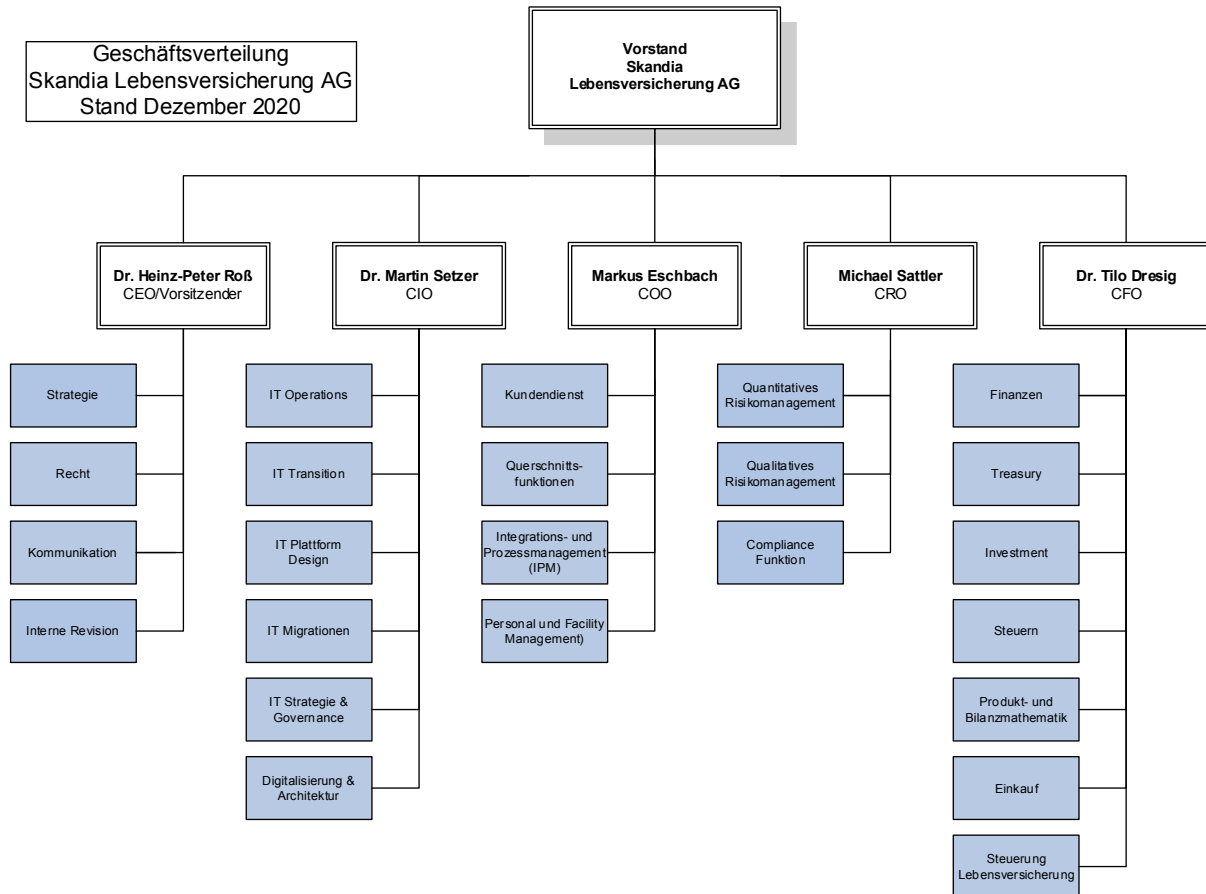 Geschäftsverteilung
Skandia Lebensversicherung AG
Stand Dezember 2020
Vorstand
Skandia
Lebensversicherung AG
Dr. Heinz-Peter Roß
CEO/Vorsitzender
Dr. Martin Setzer
CIO
Markus Eschbach
COO
Michael Sattler
CRO
Dr. Tilo Dresig
CFO
Strategie
Recht
Kommunikation
Interne Revision
IT Operations
IT Transition
IT Plattform
Design
IT Migrationen
IT Strategie &
Governance
Digitalisierung &
Architektur
Kundendienst
Querschnitts-
funktionen
Integrations- und
Prozessmanagement
(IPM)
Personal und Facility
Management)
Quantitatives
Risikomanagement
Qualitatives
Risikomanagement
Compliance
Funktion
Finanzen
Treasury
Investment
Steuern
Produkt- und
Bilanzmathematik
Einkauf
Steuerung
Lebensversicherung